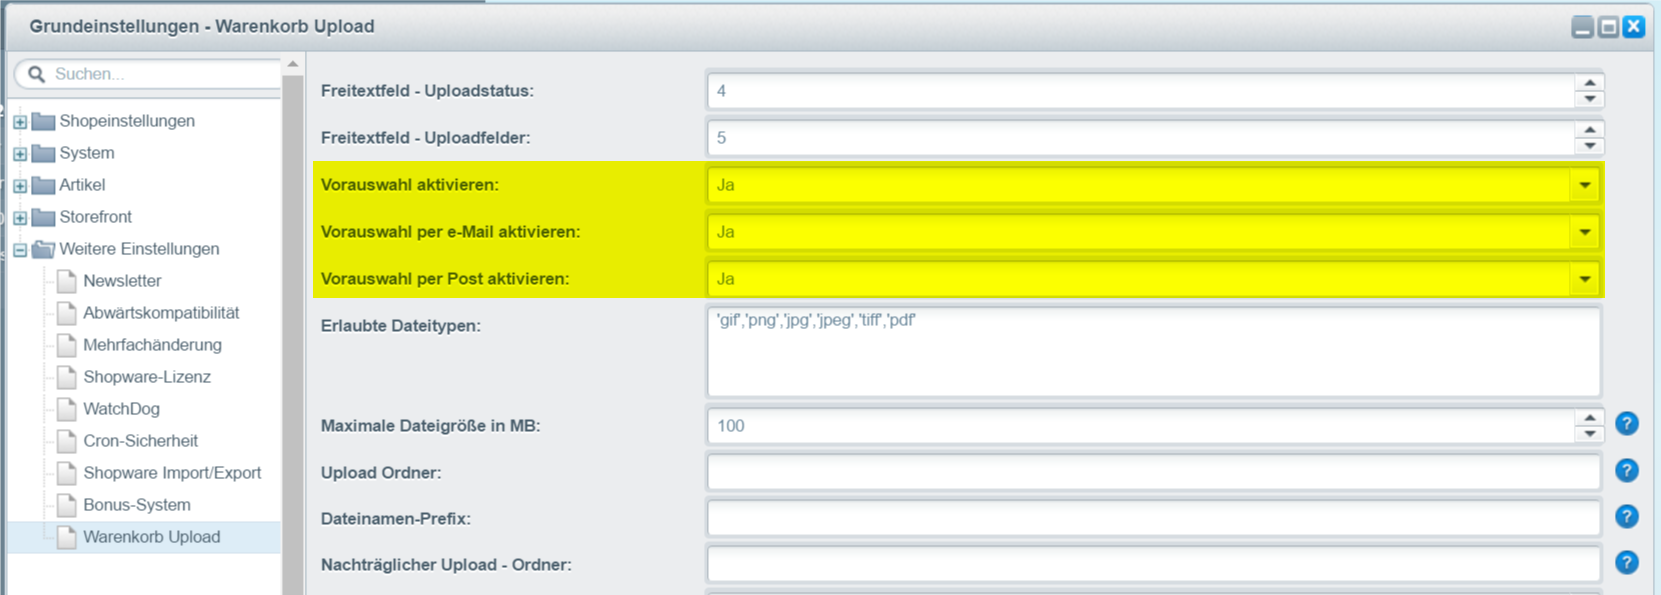 Grundeinstellungen - Warenkorb Upload
Suchen...
Shopeinstellungen
System
Artikel
Storefront
Weitere Einstellungen
Newsletter
Abwärtskompatibilität
Mehrfachänderung
Shopware-Lizenz
WatchDog
Cron-Sicherheit
Shopware Import/Export
Bonus-System
Warenkorb Upload
Freitextfeld - Uploadstatus: 4
Freitextfeld - Uploadfelder: 5
Vorauswahl aktivieren: Ja
Vorauswahl per e-Mail aktivieren: Ja
Vorauswahl per Post aktivieren: Ja
Erlaubte Dateitypen: 'gif','png','jpg','jpeg','tiff','pdf'
Maximale Dateigröße in MB: 100 ?
Upload Ordner: ?
Dateinamen-Prefix: ?
Nachträglicher Upload - Ordner: ?